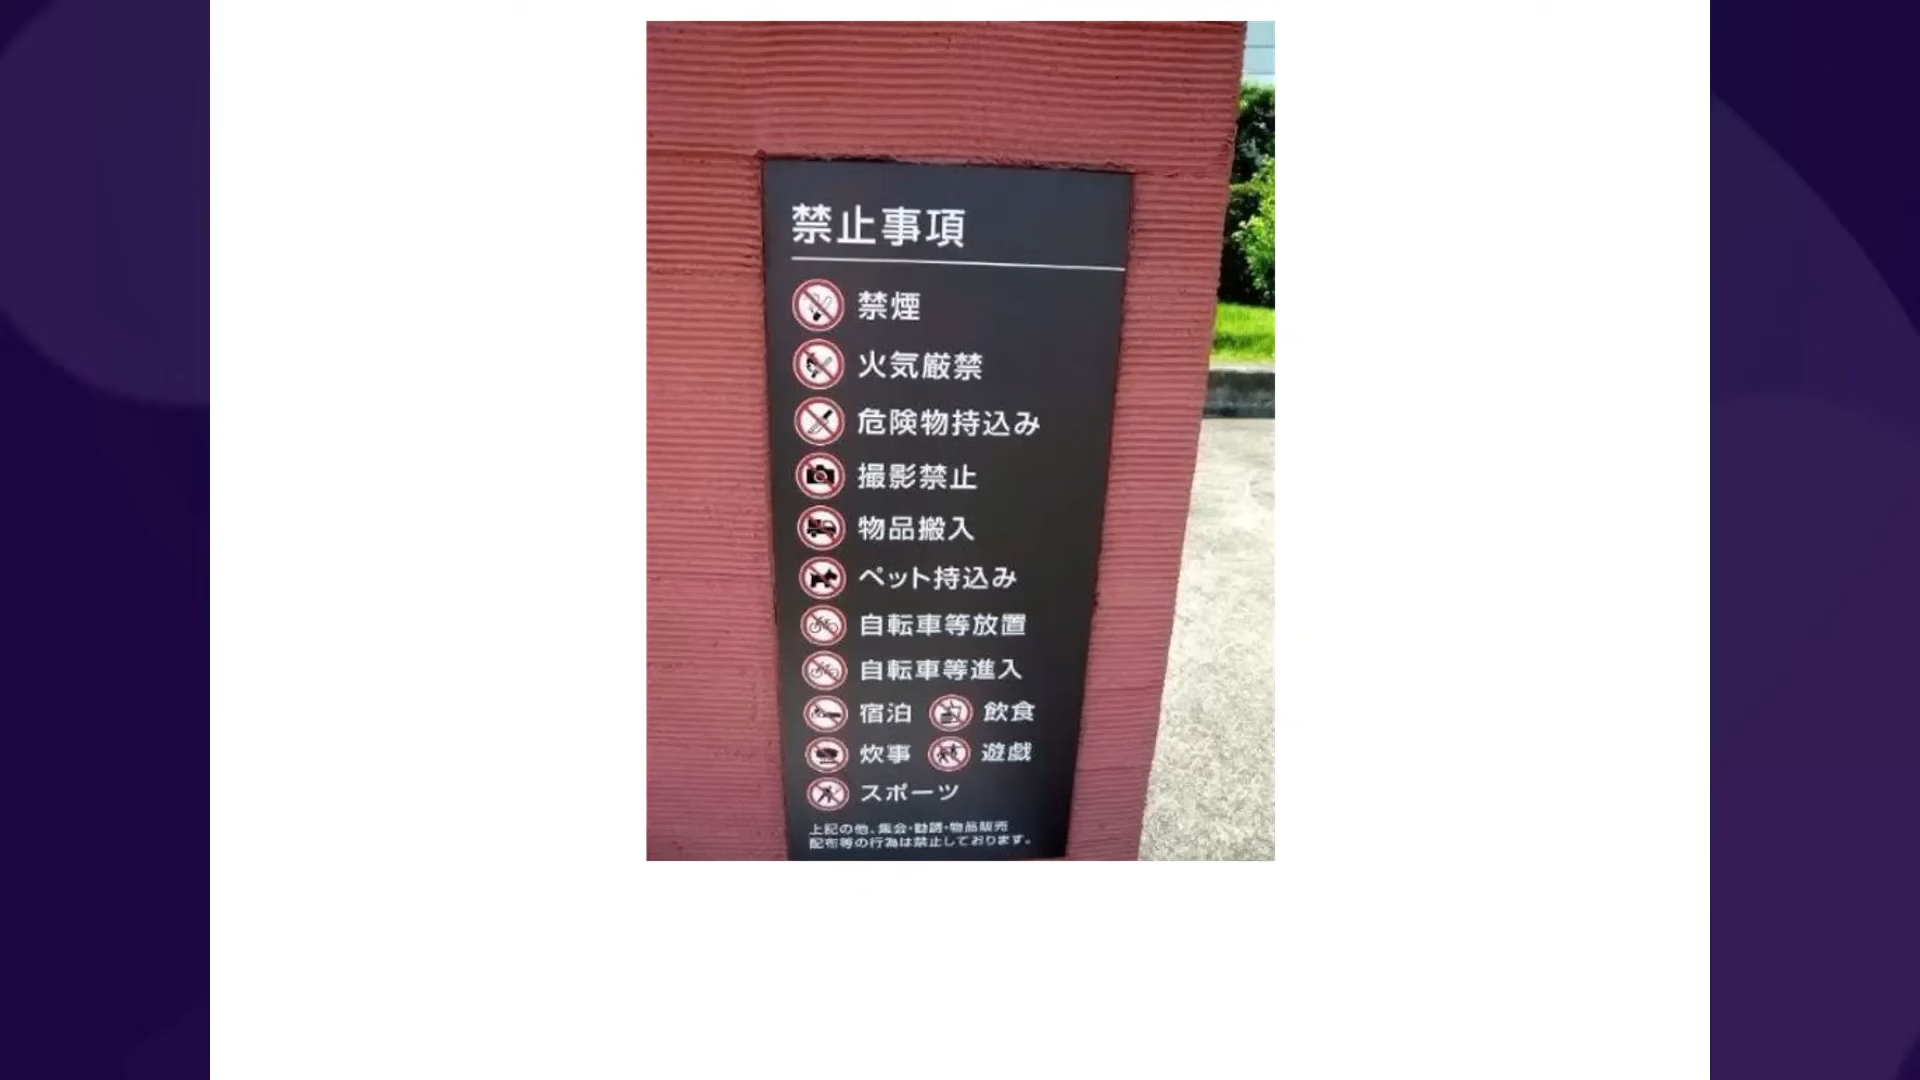 禁止事項
禁煙
火気厳禁
危険物持込み
撮影禁止
物品搬入
ペット持込み
自転車等放置
自転車等進入
宿泊 飲食
炊事 遊戯
スポーツ
上記の他、集会・勧誘・物品販売
配布等の行為は禁止しております。